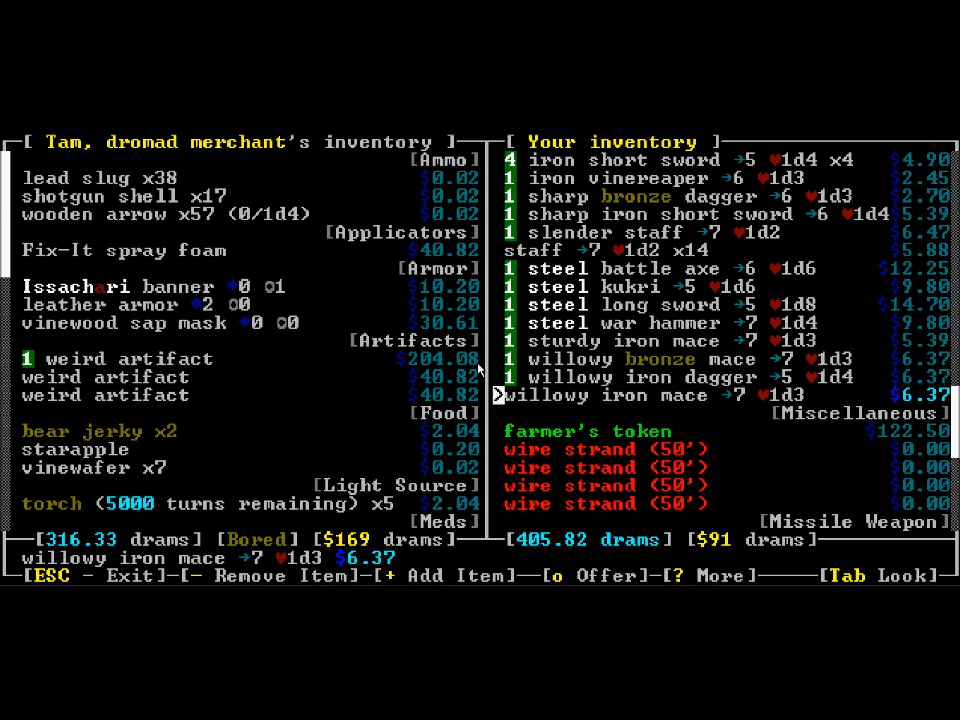 [ Tam, dromad merchant's inventory ]
[Ammo]
lead slug x38 $0.02
shotgun shell x17 $0.02
wooden arrow x57 (0/1d4) $0.02
[Applicators]
Fix-It spray foam $40.82
[Armor]
Issachari banner ♦0 O1 $10.20
leather armor ♦2 O0 $10.20
vinewood sap mask ♦0 O0 $30.61
[Artifacts]
1 weird artifact $204.08
weird artifact $40.82
weird artifact $40.82
[Food]
bear jerky x2 $2.04
starapple $0.20
vinewafer x7 $0.02
[Light Source]
torch (5000 turns remaining) x5 $2.04
[Meds]
[316.33 drams] [Bored] [$169 drams]
[ Your inventory ]
4 iron short sword →5 ♥1d4 x4 $4.90
1 iron vinereaper →6 ♥1d3 $2.45
1 sharp bronze dagger →6 ♥1d3 $2.70
1 sharp iron short sword →6 ♥1d4 $5.39
1 slender staff →7 ♥1d2 $6.47
staff →7 ♥1d2 x14 $5.88
1 steel battle axe →6 ♥1d6 $12.25
1 steel kukri →5 ♥1d6 $9.80
1 steel long sword →5 ♥1d8 $14.70
1 steel war hammer →7 ♥1d4 $9.80
1 sturdy iron mace →7 ♥1d3 $5.39
1 willowy bronze mace →7 ♥1d3 $6.37
1 willowy iron dagger →5 ♥1d4 $6.37
>willowy iron mace →7 ♥1d3 $6.37
[Miscellaneous]
farmer's token $122.50
wire strand (50') $0.00
wire strand (50') $0.00
wire strand (50') $0.00
wire strand (50') $0.00
[Missile Weapon]
[405.82 drams] [$91 drams]
willowy iron mace →7 ♥1d3 $6.37
[ESC - Exit] [- Remove Item] [+ Add Item] [o Offer] [? More] [Tab Look]